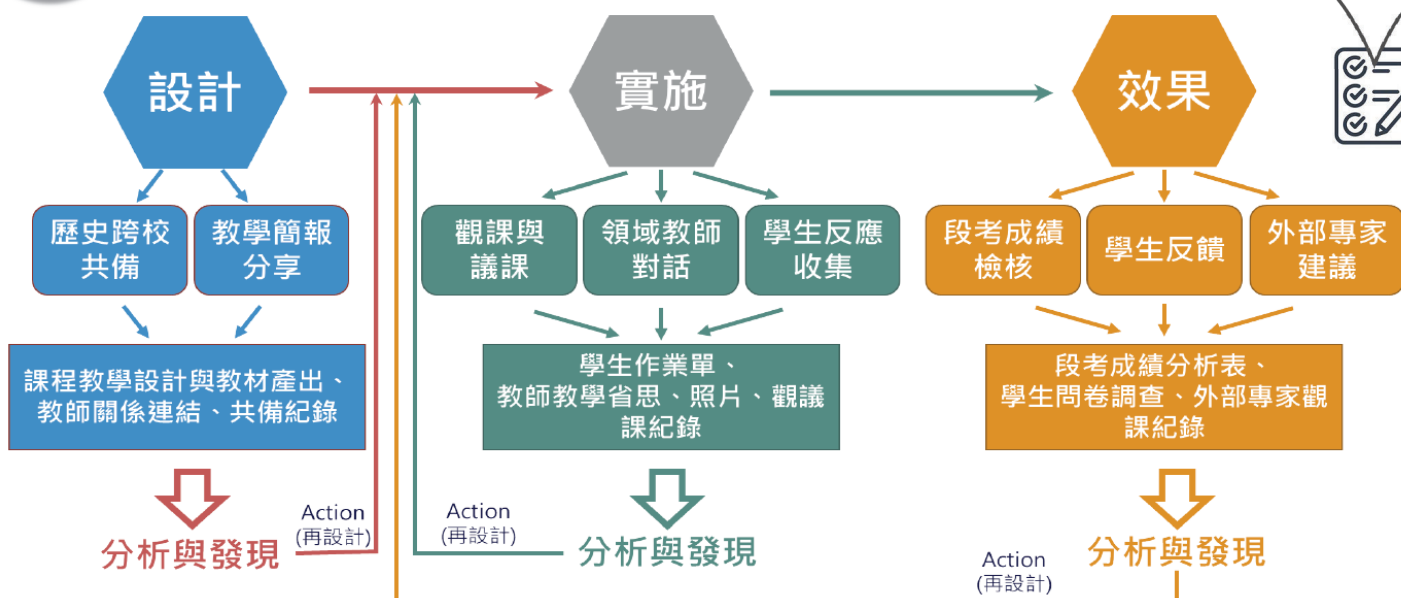 設計
實施
效果
歷史跨校
共備
教學簡報
分享
觀課與
議課
領域教師
對話
學生反應
收集
段考成績
檢核
學生反饋
外部專家
建議
課程教學設計與教材產出、
教師關係連結、共備紀錄
學生作業單、
教師教學省思、照片、觀議
課紀錄
段考成績分析表、
學生問卷調查、外部專家觀
課紀錄
分析與發現
Action
(再設計)
Action
(再設計)
分析與發現
Action
(再設計)
分析與發現